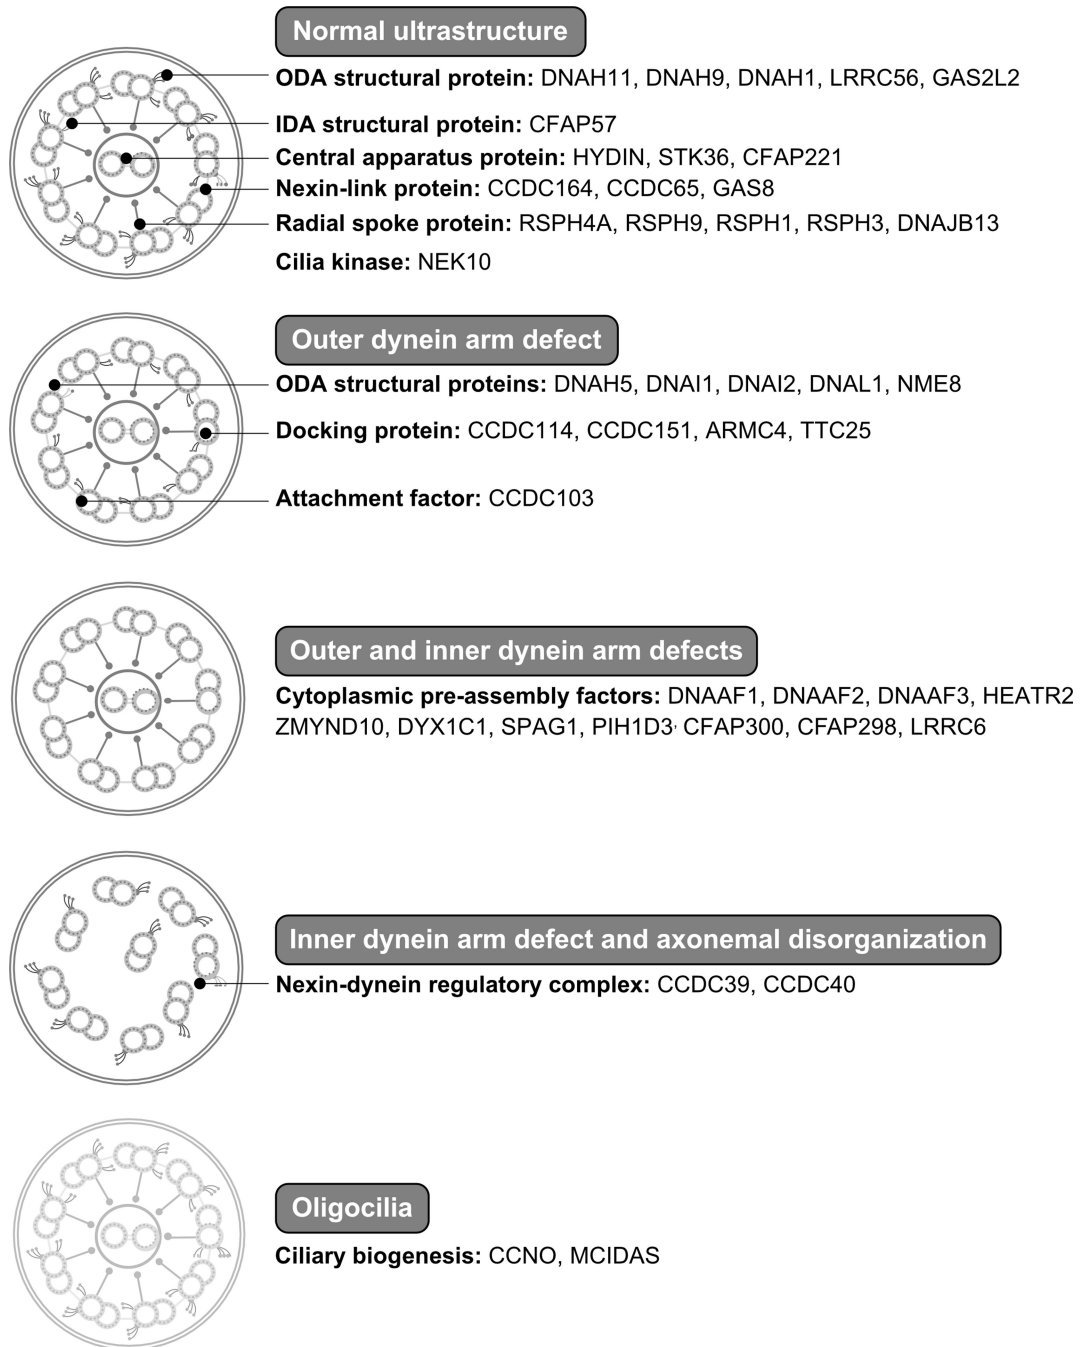 Normal ultrastructure
ODA structural protein: DNAH11, DNAH9, DNAH1, LRRC56, GAS2L2
IDA structural protein: CFAP57
Central apparatus protein: HYDIN, STK36, CFAP221
Nexin-link protein: CCDC164, CCDC65, GAS8
Radial spoke protein: RSPH4A, RSPH9, RSPH1, RSPH3, DNAJB13
Cilia kinase: NEK10
Outer dynein arm defect
ODA structural proteins: DNAH5, DNAI1, DNAI2, DNAL1, NME8
Docking protein: CCDC114, CCDC151, ARMC4, TTC25
Attachment factor: CCDC103
Outer and inner dynein arm defects
Cytoplasmic pre-assembly factors: DNAAF1, DNAAF2, DNAAF3, HEATR2
ZMYND10, DYX1C1, SPAG1, PIH1D3, CFAP300, CFAP298, LRRC6
Inner dynein arm defect and axonemal disorganization
Nexin-dynein regulatory complex: CCDC39, CCDC40
Oligocilia
Ciliary biogenesis: CCNO, MCIDAS